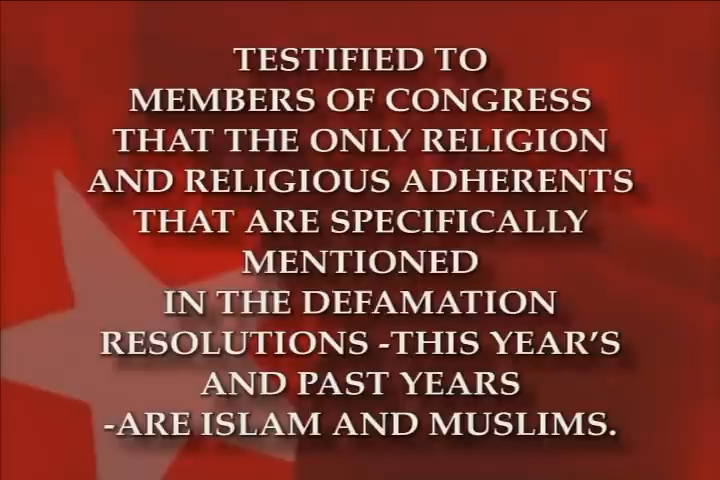 TESTIFIED TO
MEMBERS OF CONGRESS
THAT THE ONLY RELIGION
AND RELIGIOUS ADHERENTS
THAT ARE SPECIFICALLY
MENTIONED
IN THE DEFAMATION
RESOLUTIONS -THIS YEAR’S
AND PAST YEARS
-ARE ISLAM AND MUSLIMS.